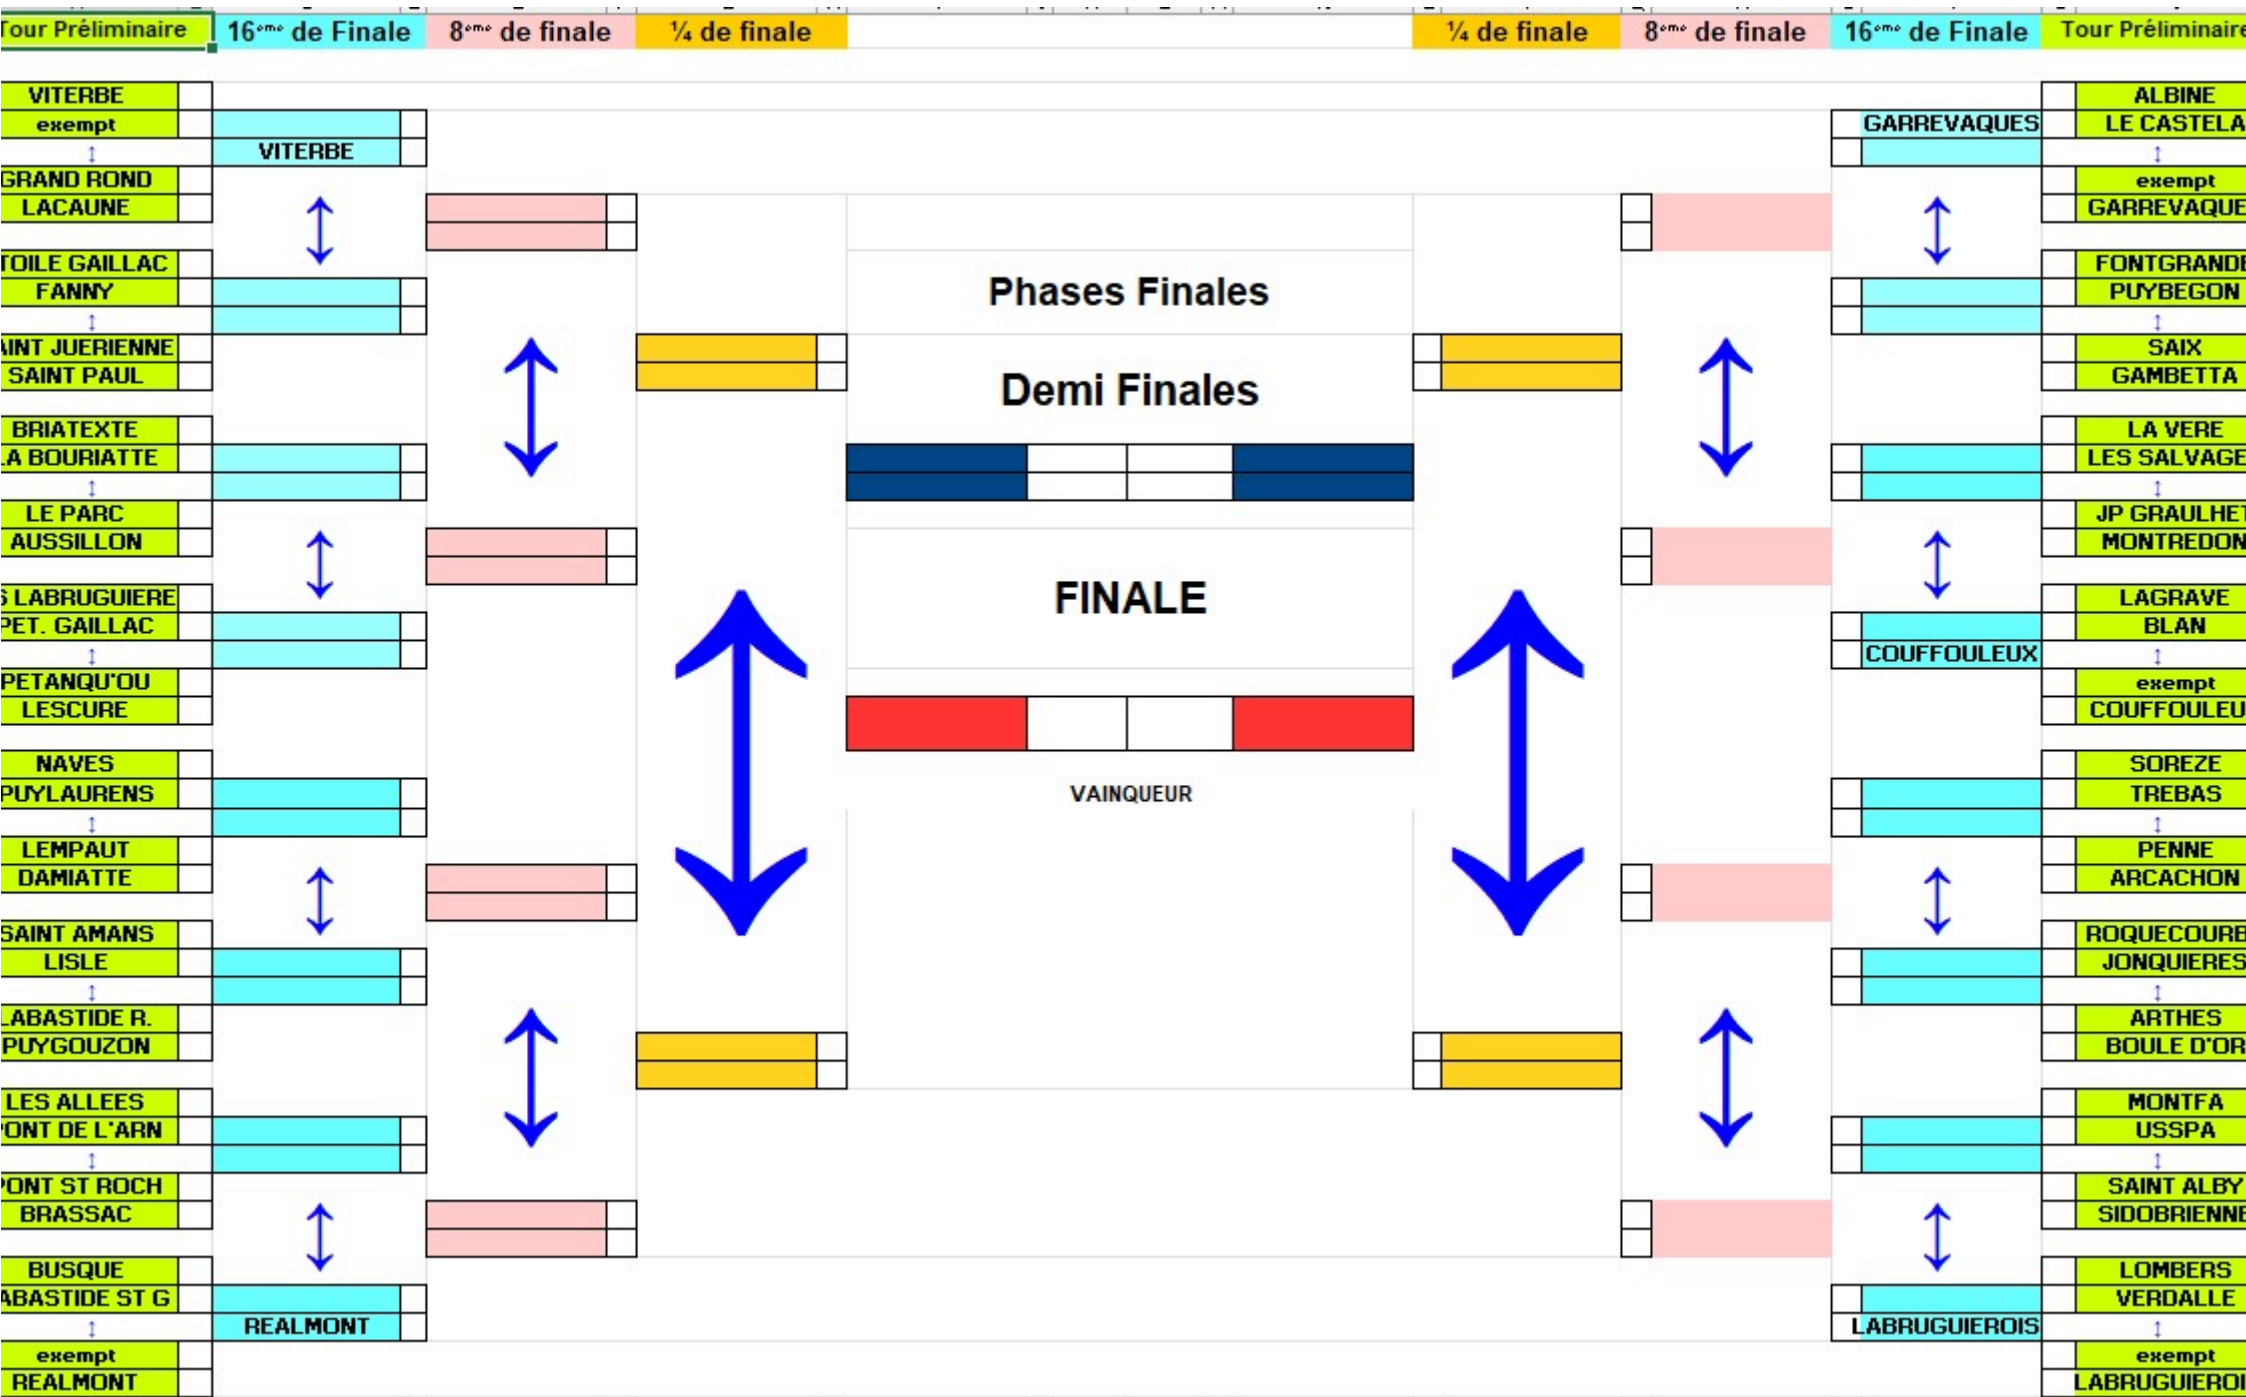 Tour Préliminaire
16ème de Finale
8ème de finale
¼ de finale
¼ de finale
8ème de finale
16ème de Finale
Tour Préliminaire
VITERBE
exempt
GRAND ROND
LACAUNE
TOILE GAILLAC
FANNY
AINT JUERIENNE
SAINT PAUL
BRIATEXTE
A BOURIATTE
LE PARC
AUSSILLON
S LABRUGUIERE
PET. GAILLAC
PETANQU'OU
LESCURE
NAVES
PUYLAURENS
LEMPAUT
DAMIATTE
SAINT AMANS
LISLE
LABASTIDE R.
PUYGOUZON
LES ALLEES
PONT DE L'ARN
PONT ST ROCH
BRASSAC
BUSQUE
ABASTIDE ST G
exempt
REALMONT
VITERBE
REALMONT
Phases Finales
Demi Finales
FINALE
VAINQUEUR
GARREVAQUES
COUFFOULEUX
LABRUGUIEROIS
ALBINE
LE CASTELA
exempt
GARREVAQUE
FONTGRANDE
PUYBEGON
SAIX
GAMBETTA
LA VERE
LES SALVAGE
JP GRAULHET
MONTREDON
LAGRAVE
BLAN
exempt
COUFFOULEU
SOREZE
TREBAS
PENNE
ARCACHON
ROQUECOURB
JONQUIERES
ARTHES
BOULE D'OR
MONTFA
USSPA
SAINT ALBY
SIDOBRIENNE
LOMBERS
VERDALLE
exempt
LABRUGUIEROI